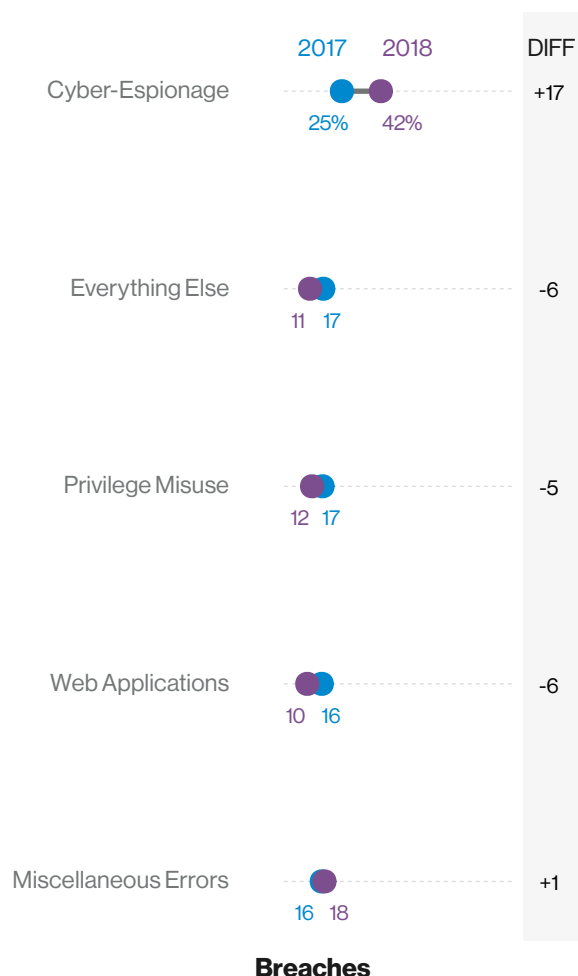 2017 2018 DIFF
Cyber-Espionage +17
25% 42%
Everything Else -6
11 17
Privilege Misuse -5
12 17
Web Applications -6
10 16
Miscellaneous Errors +1
16 18
Breaches